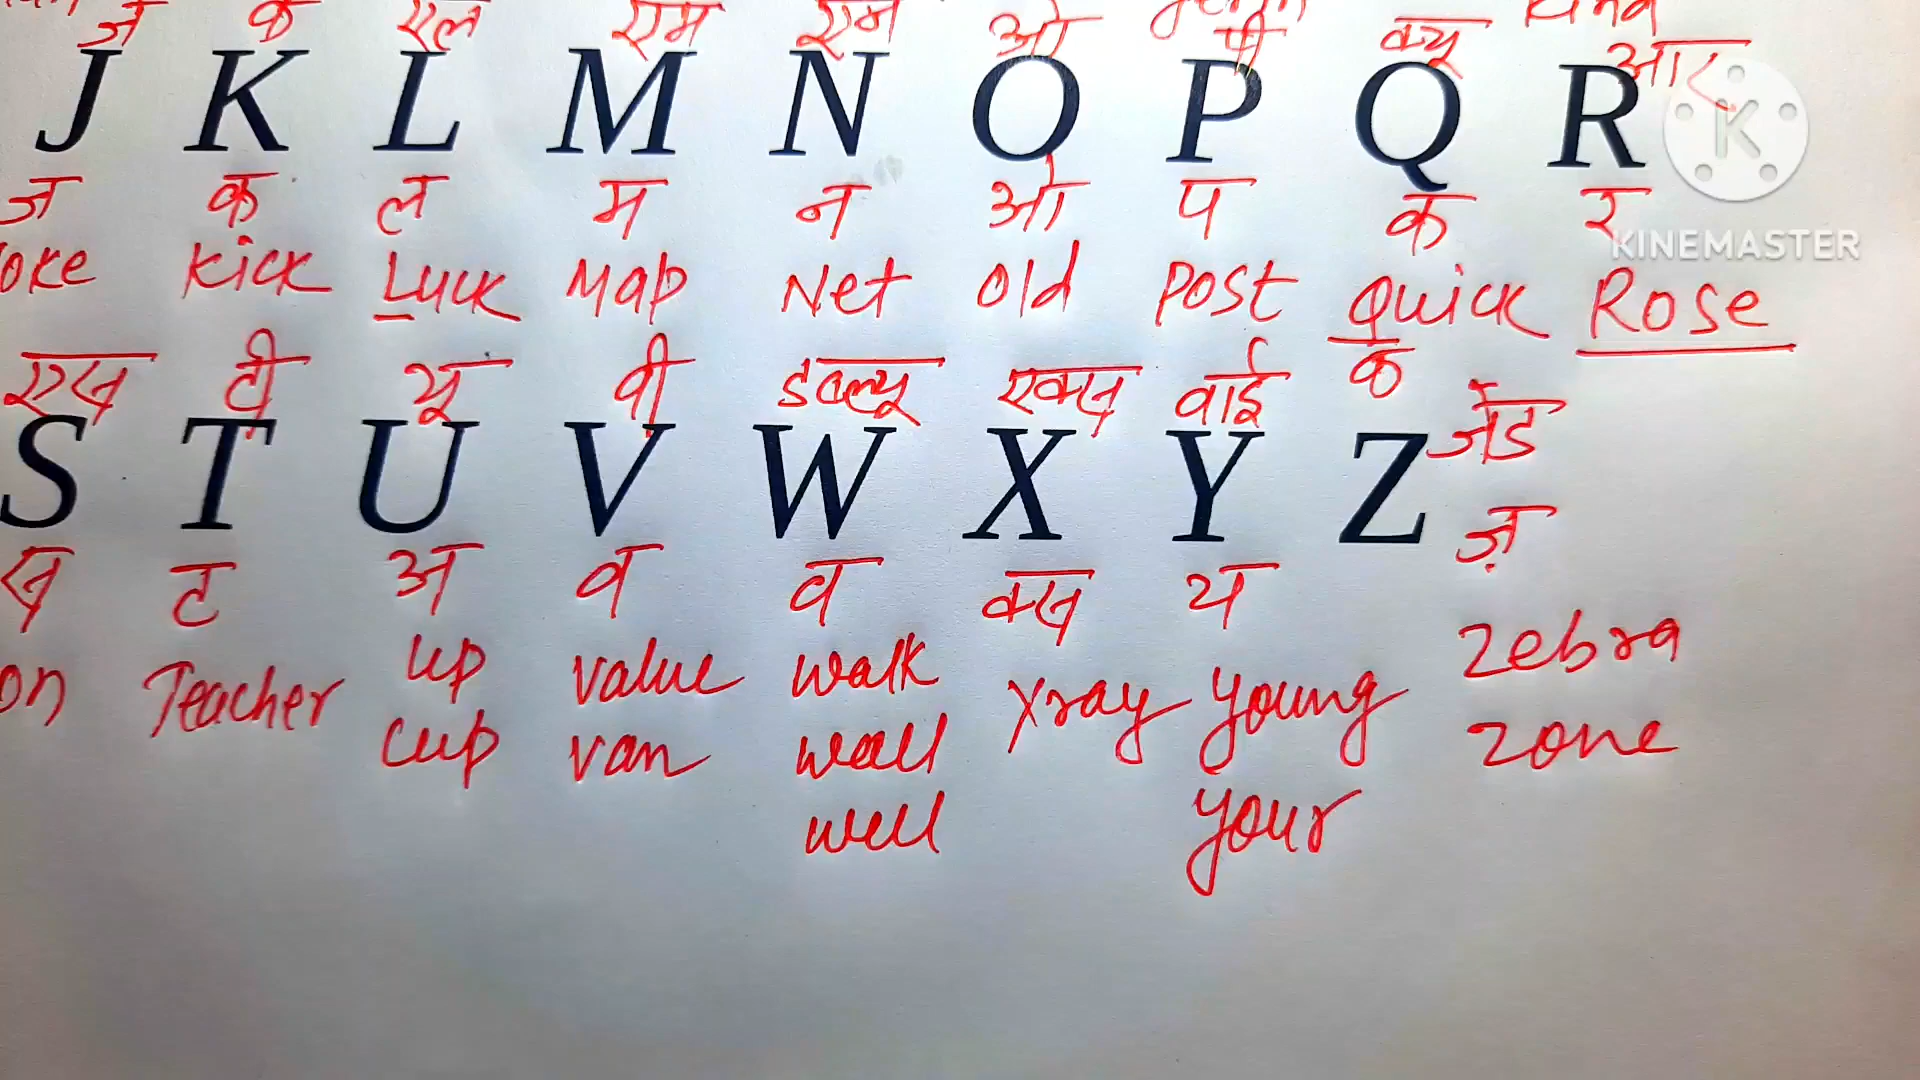 जे के एल एम एन ओ पी क्यू आर
J K L M N O P Q R
ज क ल म न ओ प क र
KINEMASTER
oke Kick Luck Map Net Old Post Quick Rose
क
एस टी यू वी डब्ल्यू एक्स वाई जेड
S T U V W X Y Z
स ट अ व व क्स य ज़
on Teacher up value walk Xray young zebra
cup van wall zone
well your